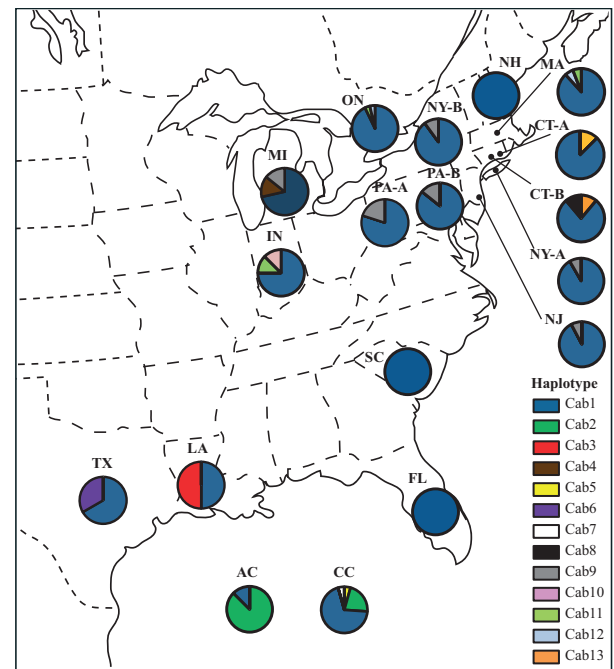 NH
MA
ON
NY-B
CT-A
MI
PA-A
PA-B
CT-B
IN
NY-A
NJ
SC
Haplotype
Cab1
Cab2
Cab3
Cab4
Cab5
Cab6
Cab7
Cab8
Cab9
Cab10
Cab11
Cab12
Cab13
TX
LA
FL
AC
CC